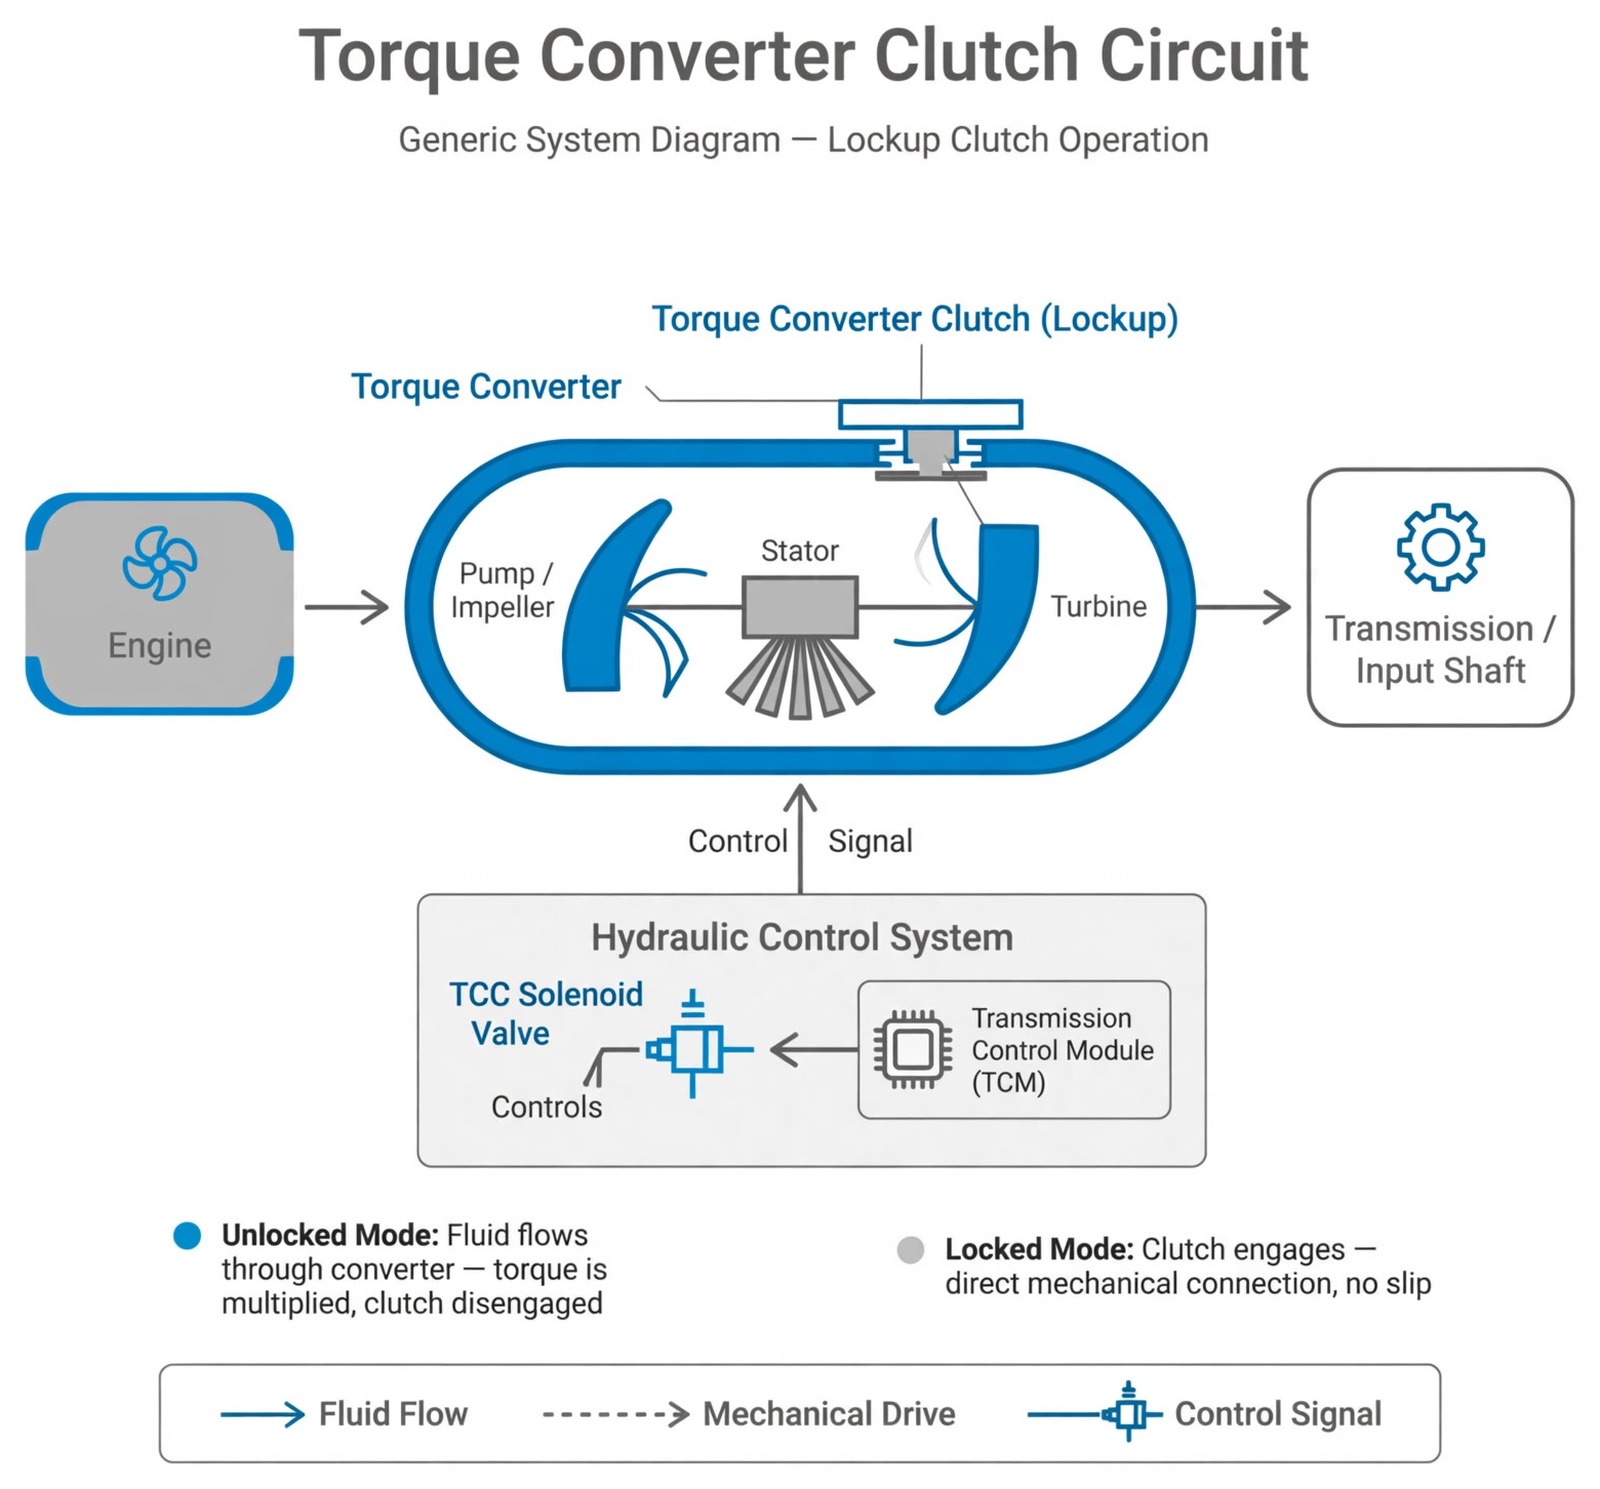 Torque Converter Clutch Circuit
Generic System Diagram — Lockup Clutch Operation
Torque Converter Clutch (Lockup)
Torque Converter
Engine
Pump /
Impeller
Stator
Turbine
Transmission /
Input Shaft
Control Signal
Hydraulic Control System
TCC Solenoid
Valve
Controls
Transmission
Control Module
(TCM)
Unlocked Mode: Fluid flows
through converter — torque is
multiplied, clutch disengaged
Locked Mode: Clutch engages —
direct mechanical connection, no slip
Fluid Flow
Mechanical Drive
Control Signal